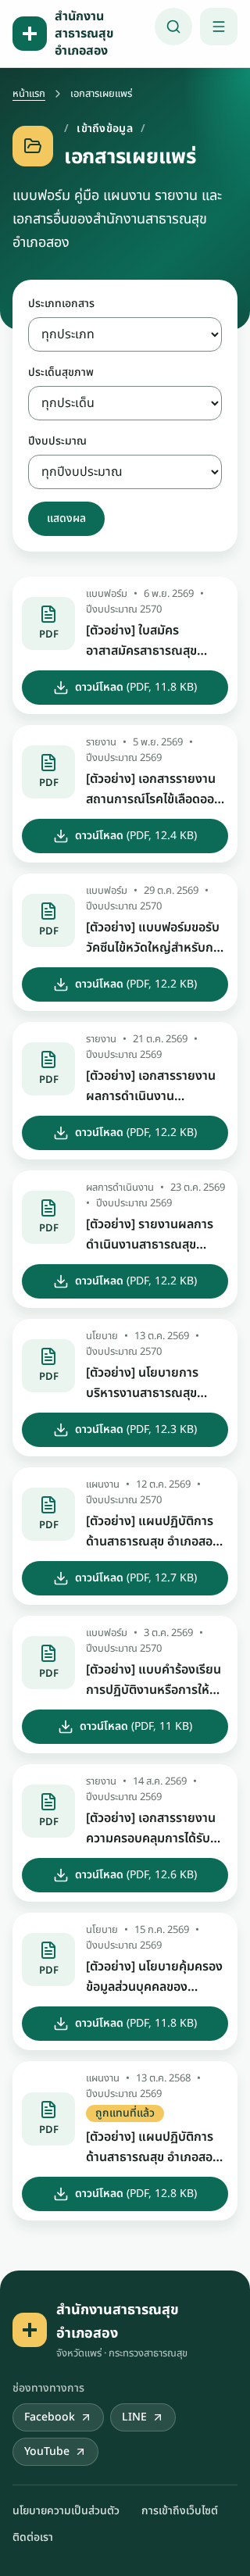 สำนักงาน
สาธารณสุข
อำเภอสอง
หน้าแรก > เอกสารเผยแพร่
/ เข้าถึงข้อมูล /
เอกสารเผยแพร่
แบบฟอร์ม คู่มือ แผนงาน รายงาน และ
เอกสารอื่นของสำนักงานสาธารณสุข
อำเภอสอง
ประเภทเอกสาร
ทุกประเภท
ประเด็นสุขภาพ
ทุกประเด็น
ปีงบประมาณ
ทุกปีงบประมาณ
แสดงผล
แบบฟอร์ม • 6 พ.ย. 2569 •
ปีงบประมาณ 2570
PDF
[ตัวอย่าง] ใบสมัคร
อาสาสมัครสาธารณสุข...
ดาวน์โหลด (PDF, 11.8 KB)
รายงาน • 5 พ.ย. 2569 •
ปีงบประมาณ 2570
PDF
[ตัวอย่าง] เอกสารรายงาน
สถานการณ์โรคไข้เลือดออ...
ดาวน์โหลด (PDF, 12.4 KB)
แบบฟอร์ม • 29 ต.ค. 2569 •
ปีงบประมาณ 2570
PDF
[ตัวอย่าง] แบบฟอร์มขอรับ
วัคซีนไข้หวัดใหญ่สำหรับก...
ดาวน์โหลด (PDF, 12.2 KB)
รายงาน • 21 ต.ค. 2569 •
ปีงบประมาณ 2569
PDF
[ตัวอย่าง] เอกสารรายงาน
ผลการดำเนินงาน...
ดาวน์โหลด (PDF, 12.2 KB)
ผลการดำเนินงาน • 23 ต.ค. 2569
• ปีงบประมาณ 2569
PDF
[ตัวอย่าง] รายงานผลการ
ดำเนินงานสาธารณสุข...
ดาวน์โหลด (PDF, 12.2 KB)
นโยบาย • 13 ต.ค. 2569 •
ปีงบประมาณ 2570
PDF
[ตัวอย่าง] นโยบายการ
บริหารงานสาธารณสุข...
ดาวน์โหลด (PDF, 12.3 KB)
แผนงาน • 12 ต.ค. 2569 •
ปีงบประมาณ 2570
PDF
[ตัวอย่าง] แผนปฏิบัติการ
ด้านสาธารณสุข อำเภอสอ...
ดาวน์โหลด (PDF, 12.7 KB)
แบบฟอร์ม • 3 ต.ค. 2569 •
ปีงบประมาณ 2570
PDF
[ตัวอย่าง] แบบคำร้องเรียน
การปฏิบัติงานหรือการให้...
ดาวน์โหลด (PDF, 11 KB)
รายงาน • 14 ส.ค. 2569 •
ปีงบประมาณ 2569
PDF
[ตัวอย่าง] เอกสารรายงาน
ความครอบคลุมการได้รับ...
ดาวน์โหลด (PDF, 12.6 KB)
นโยบาย • 15 ก.ค. 2569 •
ปีงบประมาณ 2569
PDF
[ตัวอย่าง] นโยบายคุ้มครอง
ข้อมูลส่วนบุคคลของ...
ดาวน์โหลด (PDF, 11.8 KB)
แผนงาน • 13 ต.ค. 2568 •
ปีงบประมาณ 2569
ถูกแทนที่แล้ว
PDF
[ตัวอย่าง] แผนปฏิบัติการ
ด้านสาธารณสุข อำเภอสอ...
ดาวน์โหลด (PDF, 12.8 KB)
สำนักงานสาธารณสุข
อำเภอสอง
จังหวัดแพร่ · กระทรวงสาธารณสุข
ช่องทางทางการ
Facebook
LINE
YouTube
นโยบายความเป็นส่วนตัว การเข้าถึงเว็บไซต์
ติดต่อเรา